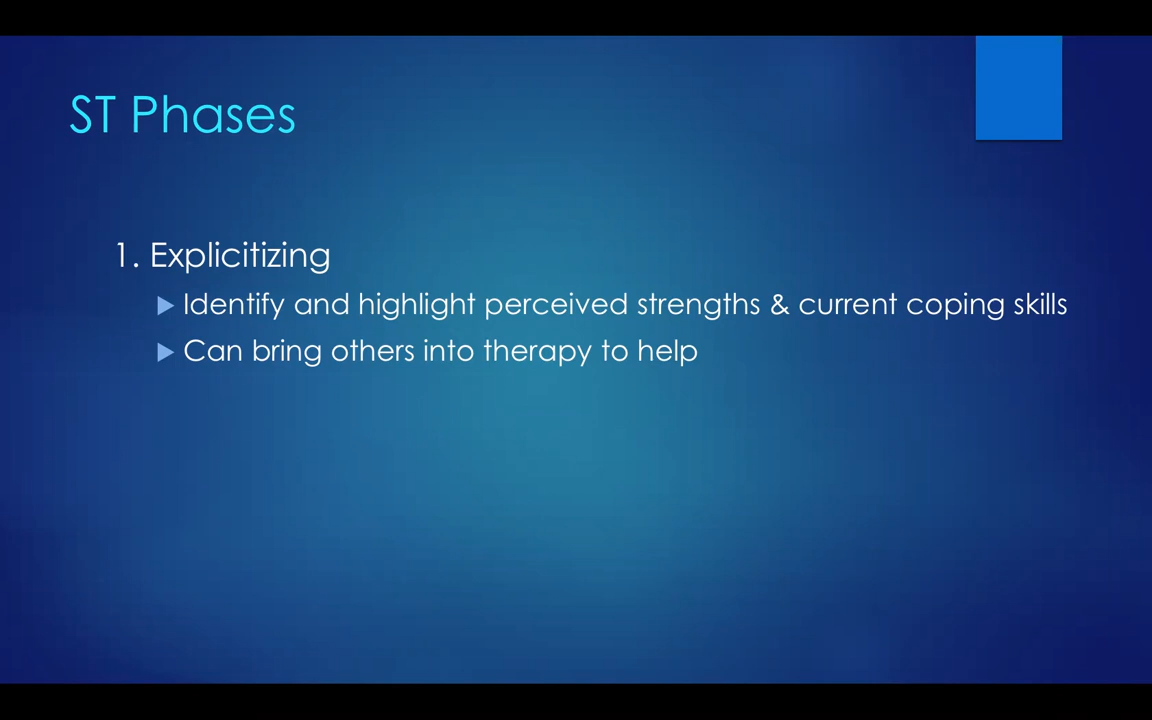 ST Phases
1. Explicitizing
Identify and highlight perceived strengths & current coping skills
Can bring others into therapy to help